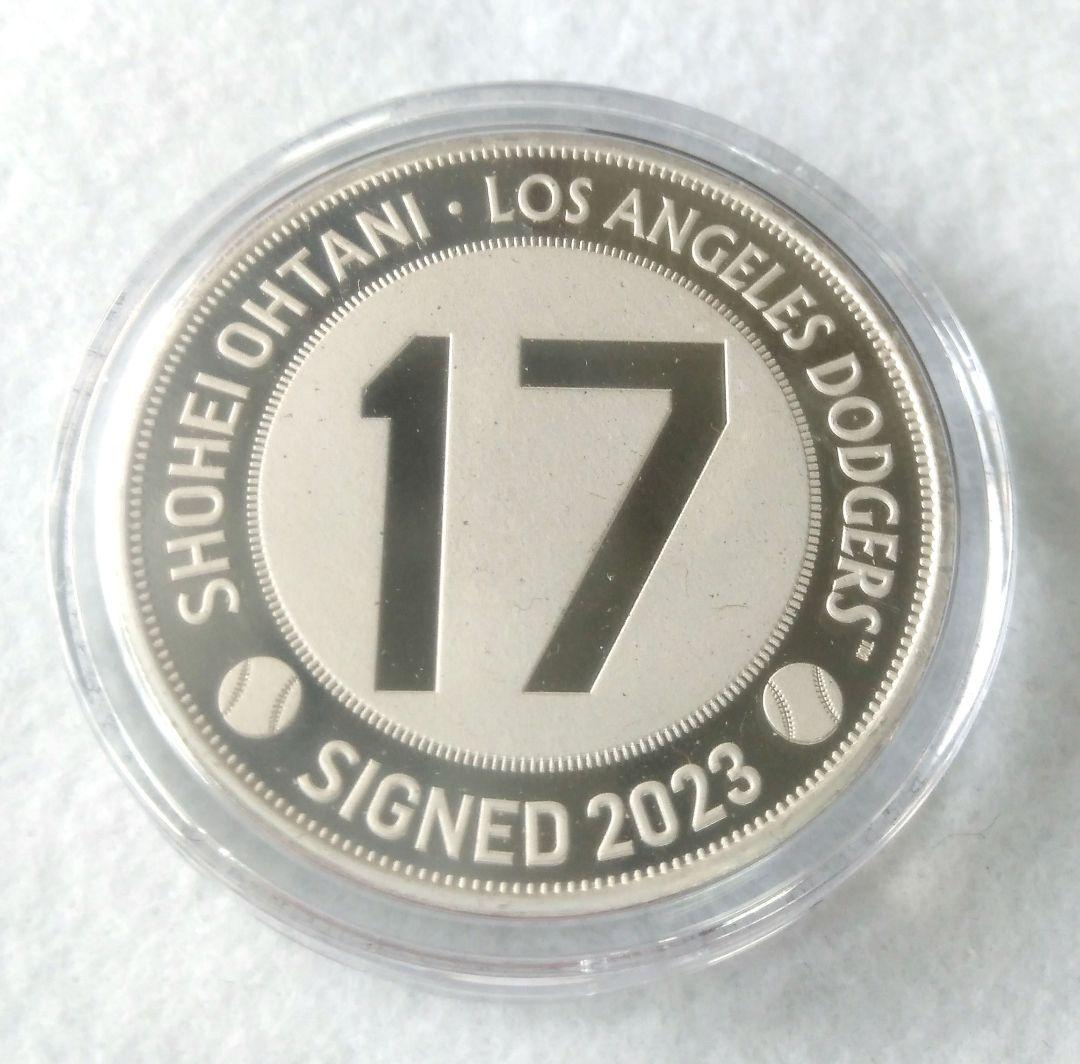 SHOHEI OHTANI · LOS ANGELES DODGERS™
17
SIGNED 2023